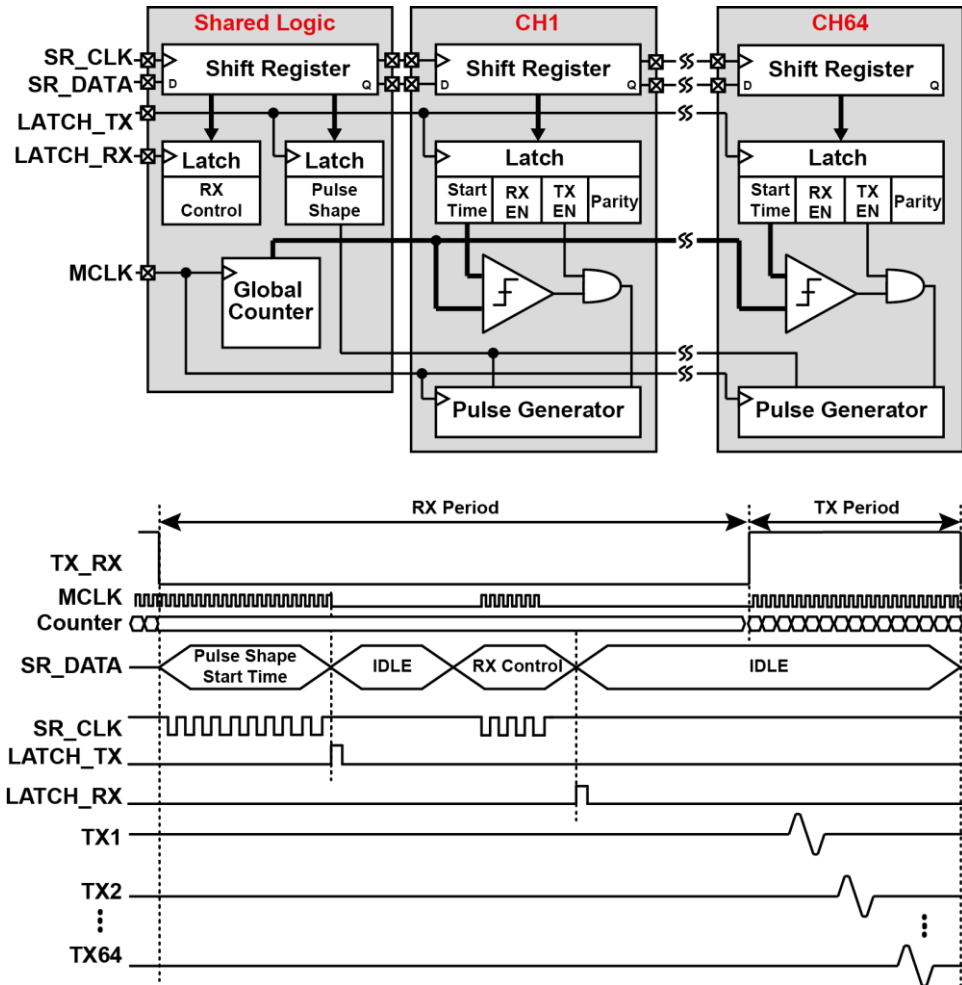 Shared Logic
CH1
CH64
SR_CLK
SR_DATA
LATCH_TX
LATCH_RX
MCLK
Shift Register
D
Q
Shift Register
D
Q
Shift Register
D
Q
Latch
RX
Control
Latch
Pulse
Shape
Latch
Start
Time
RX
EN
TX
EN
Parity
Latch
Start
Time
RX
EN
TX
EN
Parity
Global
Counter
Pulse Generator
Pulse Generator
RX Period
TX Period
TX_RX
MCLK
Counter
SR_DATA
Pulse Shape
Start Time
IDLE
RX Control
IDLE
SR_CLK
LATCH_TX
LATCH_RX
TX1
TX2
TX64